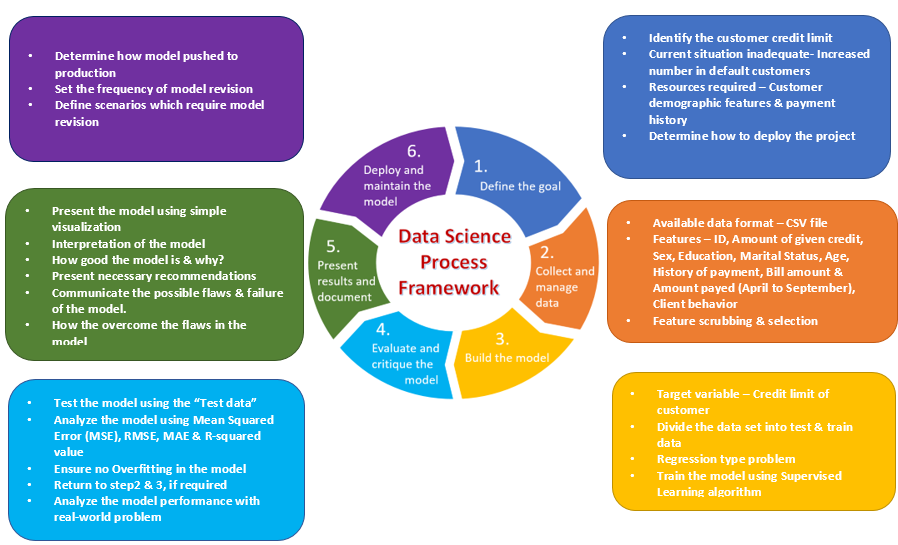 • Determine how model pushed to
production
• Set the frequency of model revision
• Define scenarios which require model
revision
• Identify the customer credit limit
• Current situation inadequate- Increased
number in default customers
• Resources required – Customer
demographic features & payment
history
• Determine how to deploy the project
6.
Deploy and
maintain the
model
1.
Define the goal
• Present the model using simple
visualization
• Interpretation of the model
• How good the model is & why?
• Present necessary recommendations
• Communicate the possible flaws & failure
of the model.
• How the overcome the flaws in the
model
5.
Present
results and
document
Data Science
Process
Framework
2.
Collect and
manage
data
• Available data format – CSV file
• Features – ID, Amount of given credit,
Sex, Education, Marital Status, Age,
History of payment, Bill amount &
Amount payed (April to September),
Client behavior
• Feature scrubbing & selection
4.
Evaluate and
critique the
model
3.
Build the model
• Test the model using the “Test data”
• Analyze the model using Mean Squared
Error (MSE), RMSE, MAE & R-squared
value
• Ensure no Overfitting in the model
• Return to step2 & 3, if required
• Analyze the model performance with
real-world problem
• Target variable – Credit limit of
customer
• Divide the data set into test & train
data
• Regression type problem
• Train the model using Supervised
Learning algorithm